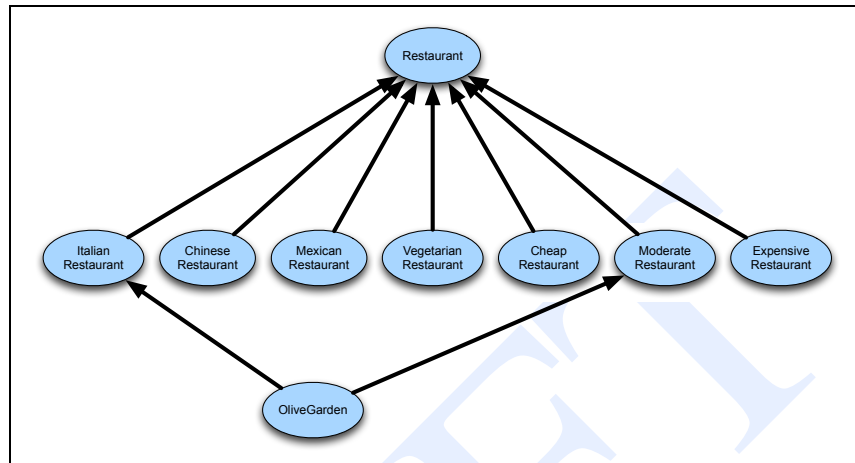 Restaurant
Italian
Restaurant
Chinese
Restaurant
Mexican
Restaurant
Vegetarian
Restaurant
Cheap
Restaurant
Moderate
Restaurant
Expensive
Restaurant
OliveGarden